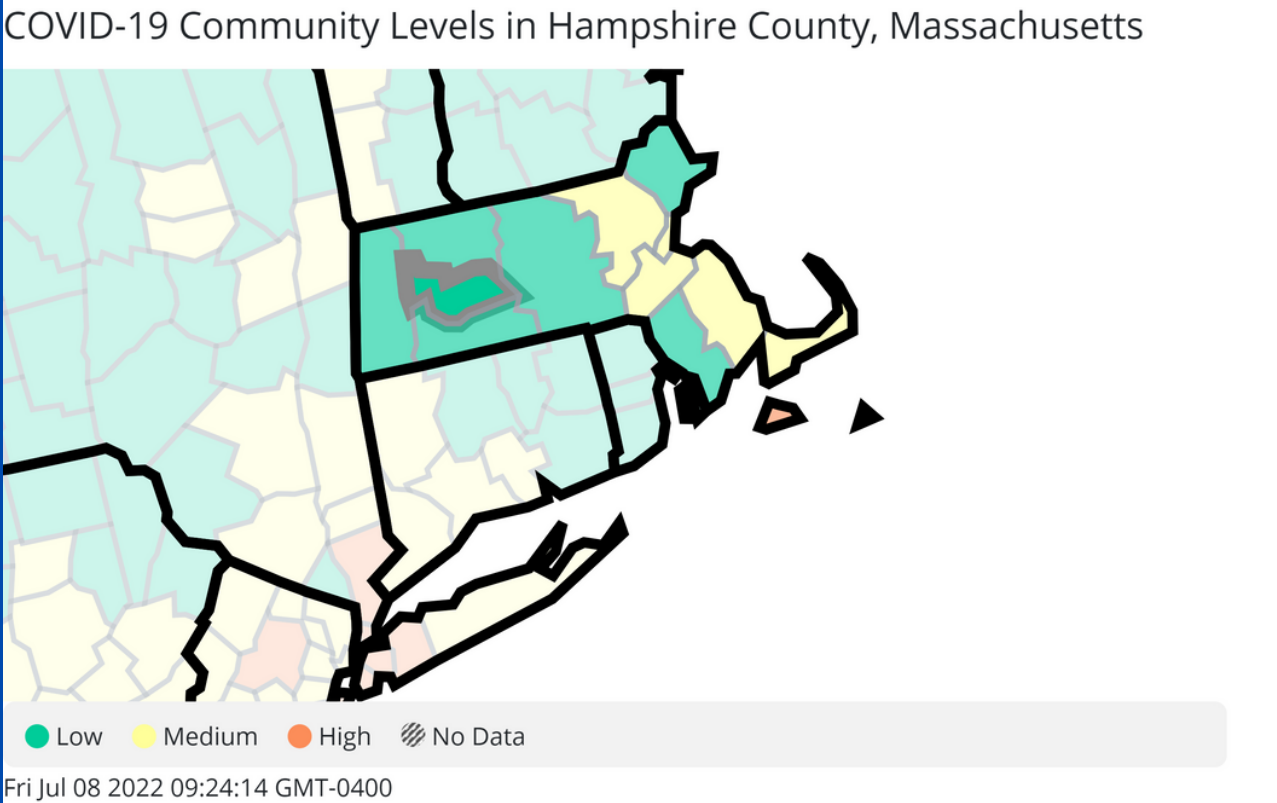 COVID-19 Community Levels in Hampshire County, Massachusetts
Low Medium High No Data
Fri Jul 08 2022 09:24:14 GMT-0400